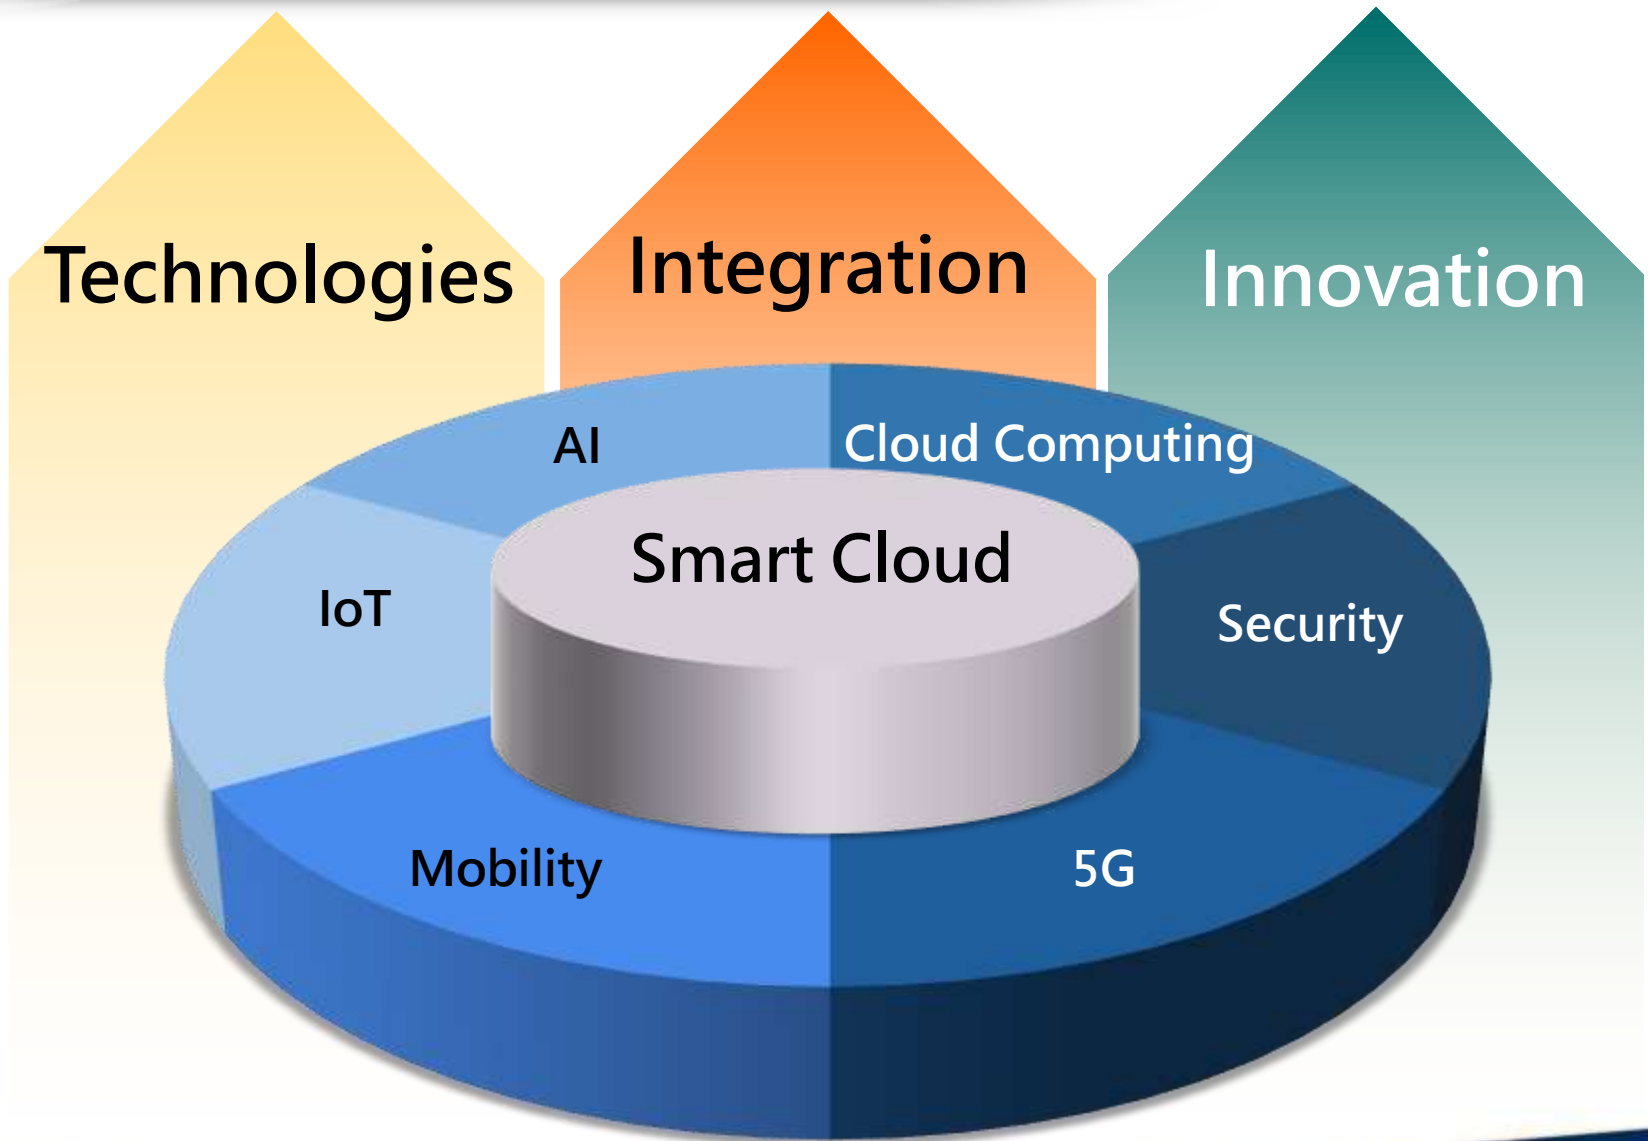 Technologies
Integration
Innovation
AI
Cloud Computing
Smart Cloud
IoT
Security
Mobility
5G